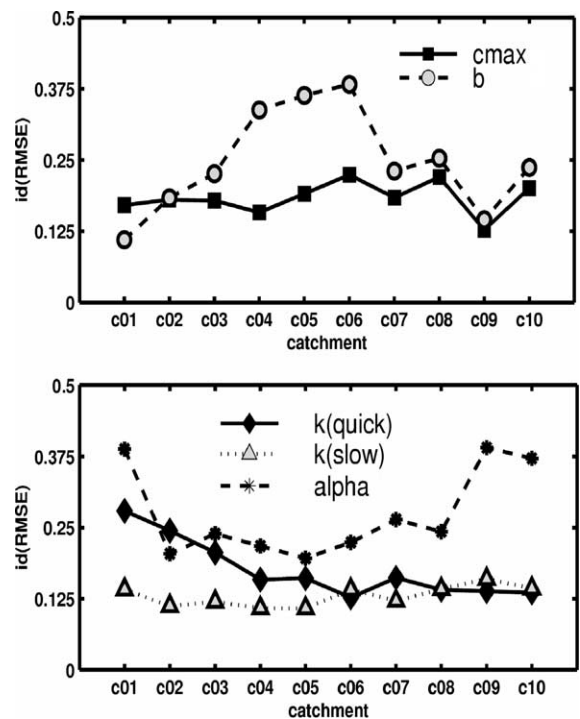 0.5
0.375
0.25
0.125
0
id(RMSE)
cmax
b
c01 c02 c03 c04 c05 c06 c07 c08 c09 c10
catchment
0.5
0.375
0.25
0.125
0
id(RMSE)
k(quick)
k(slow)
alpha
c01 c02 c03 c04 c05 c06 c07 c08 c09 c10
catchment